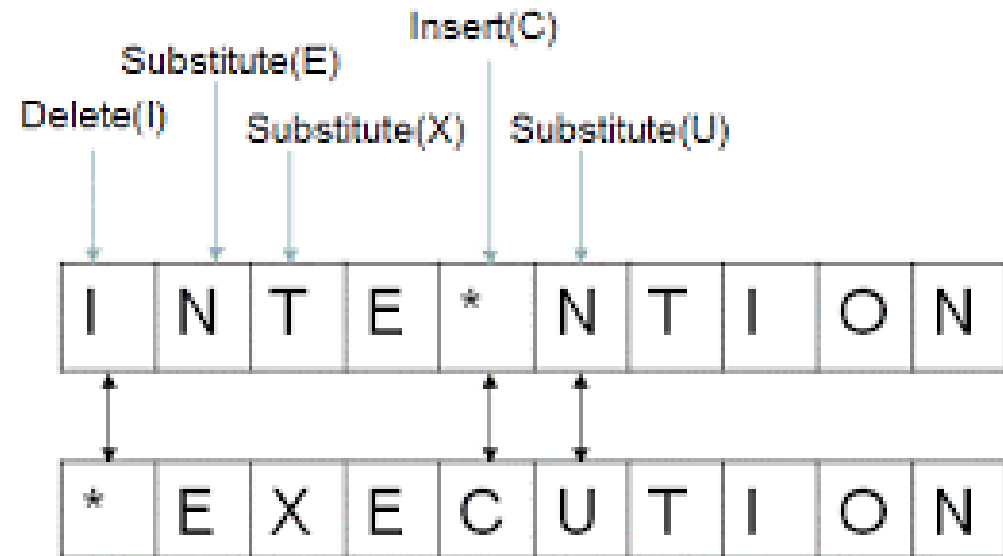 Insert(C)
Substitute(E)
Delete(I)
Substitute(X) Substitute(U)
I N T E * N T I O N
* E X E C U T I O N